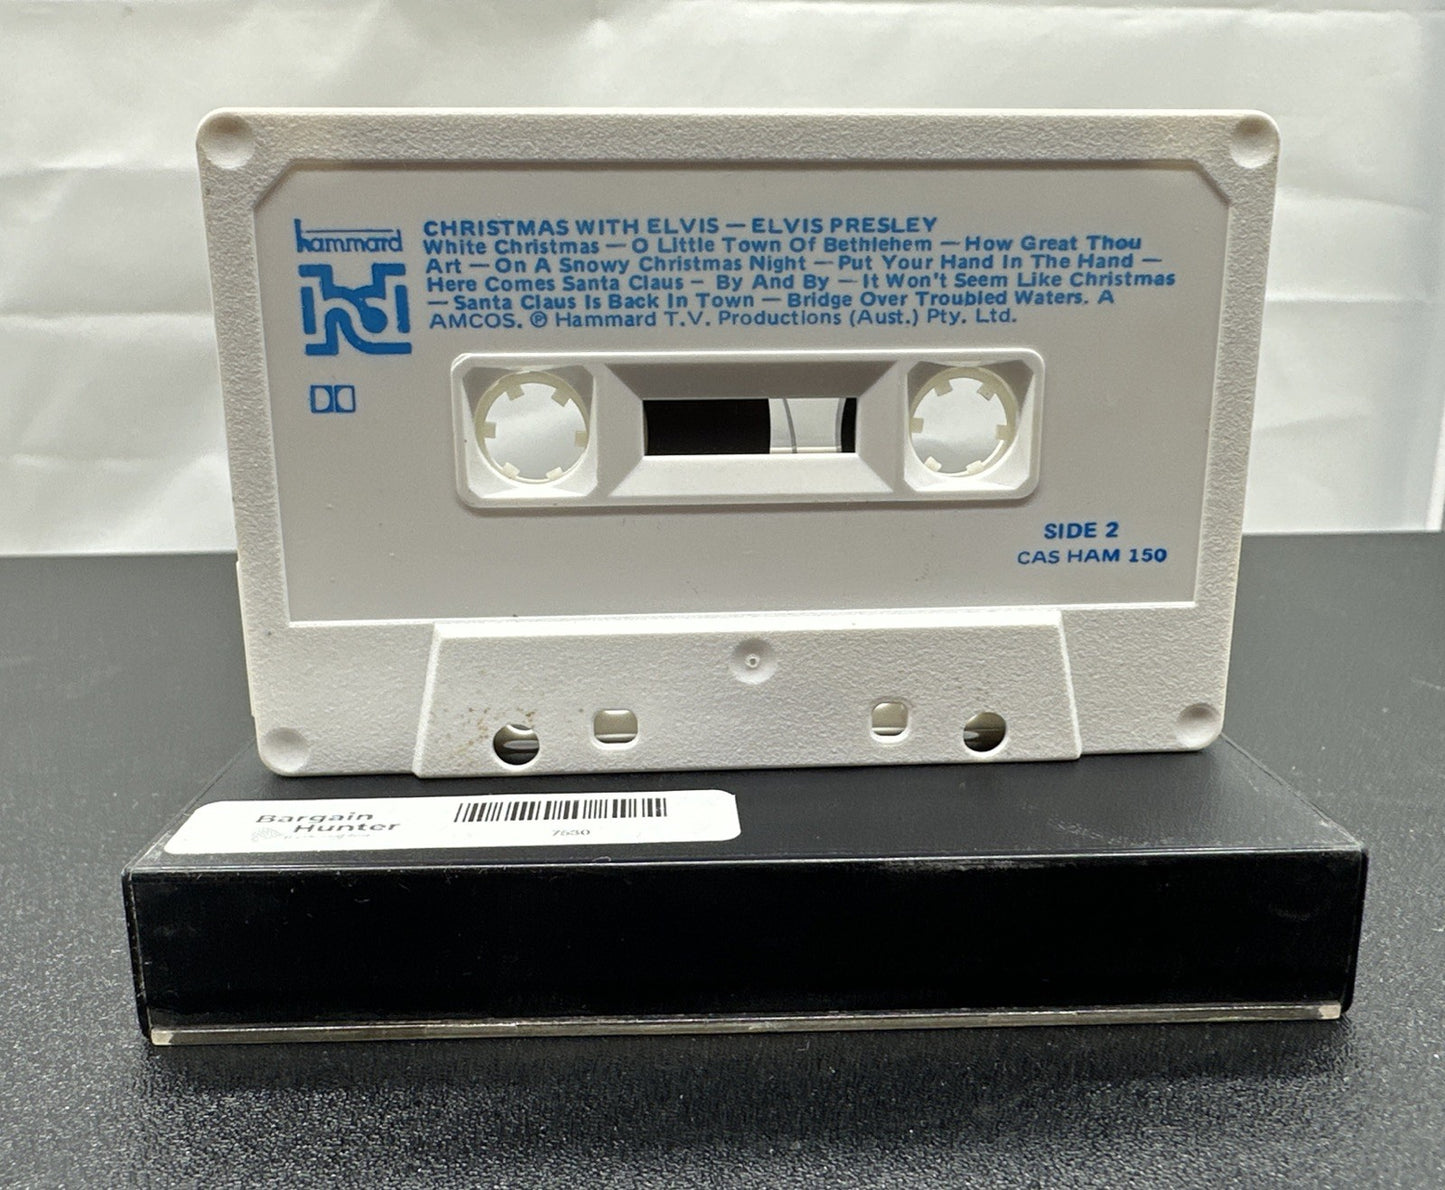 hammard
CHRISTMAS WITH ELVIS — ELVIS PRESLEY
White Christmas — O Little Town Of Bethlehem — How Great Thou
Art — On A Snowy Christmas Night — Put Your Hand In The Hand —
Here Comes Santa Claus — By And By — It Won't Seem Like Christmas
— Santa Claus Is Back In Town — Bridge Over Troubled Waters. A
AMCOS. ℗ Hammard T.V. Productions (Aust.) Pty. Ltd.
SIDE 2
CAS HAM 150
Bargain
Hunter
7530